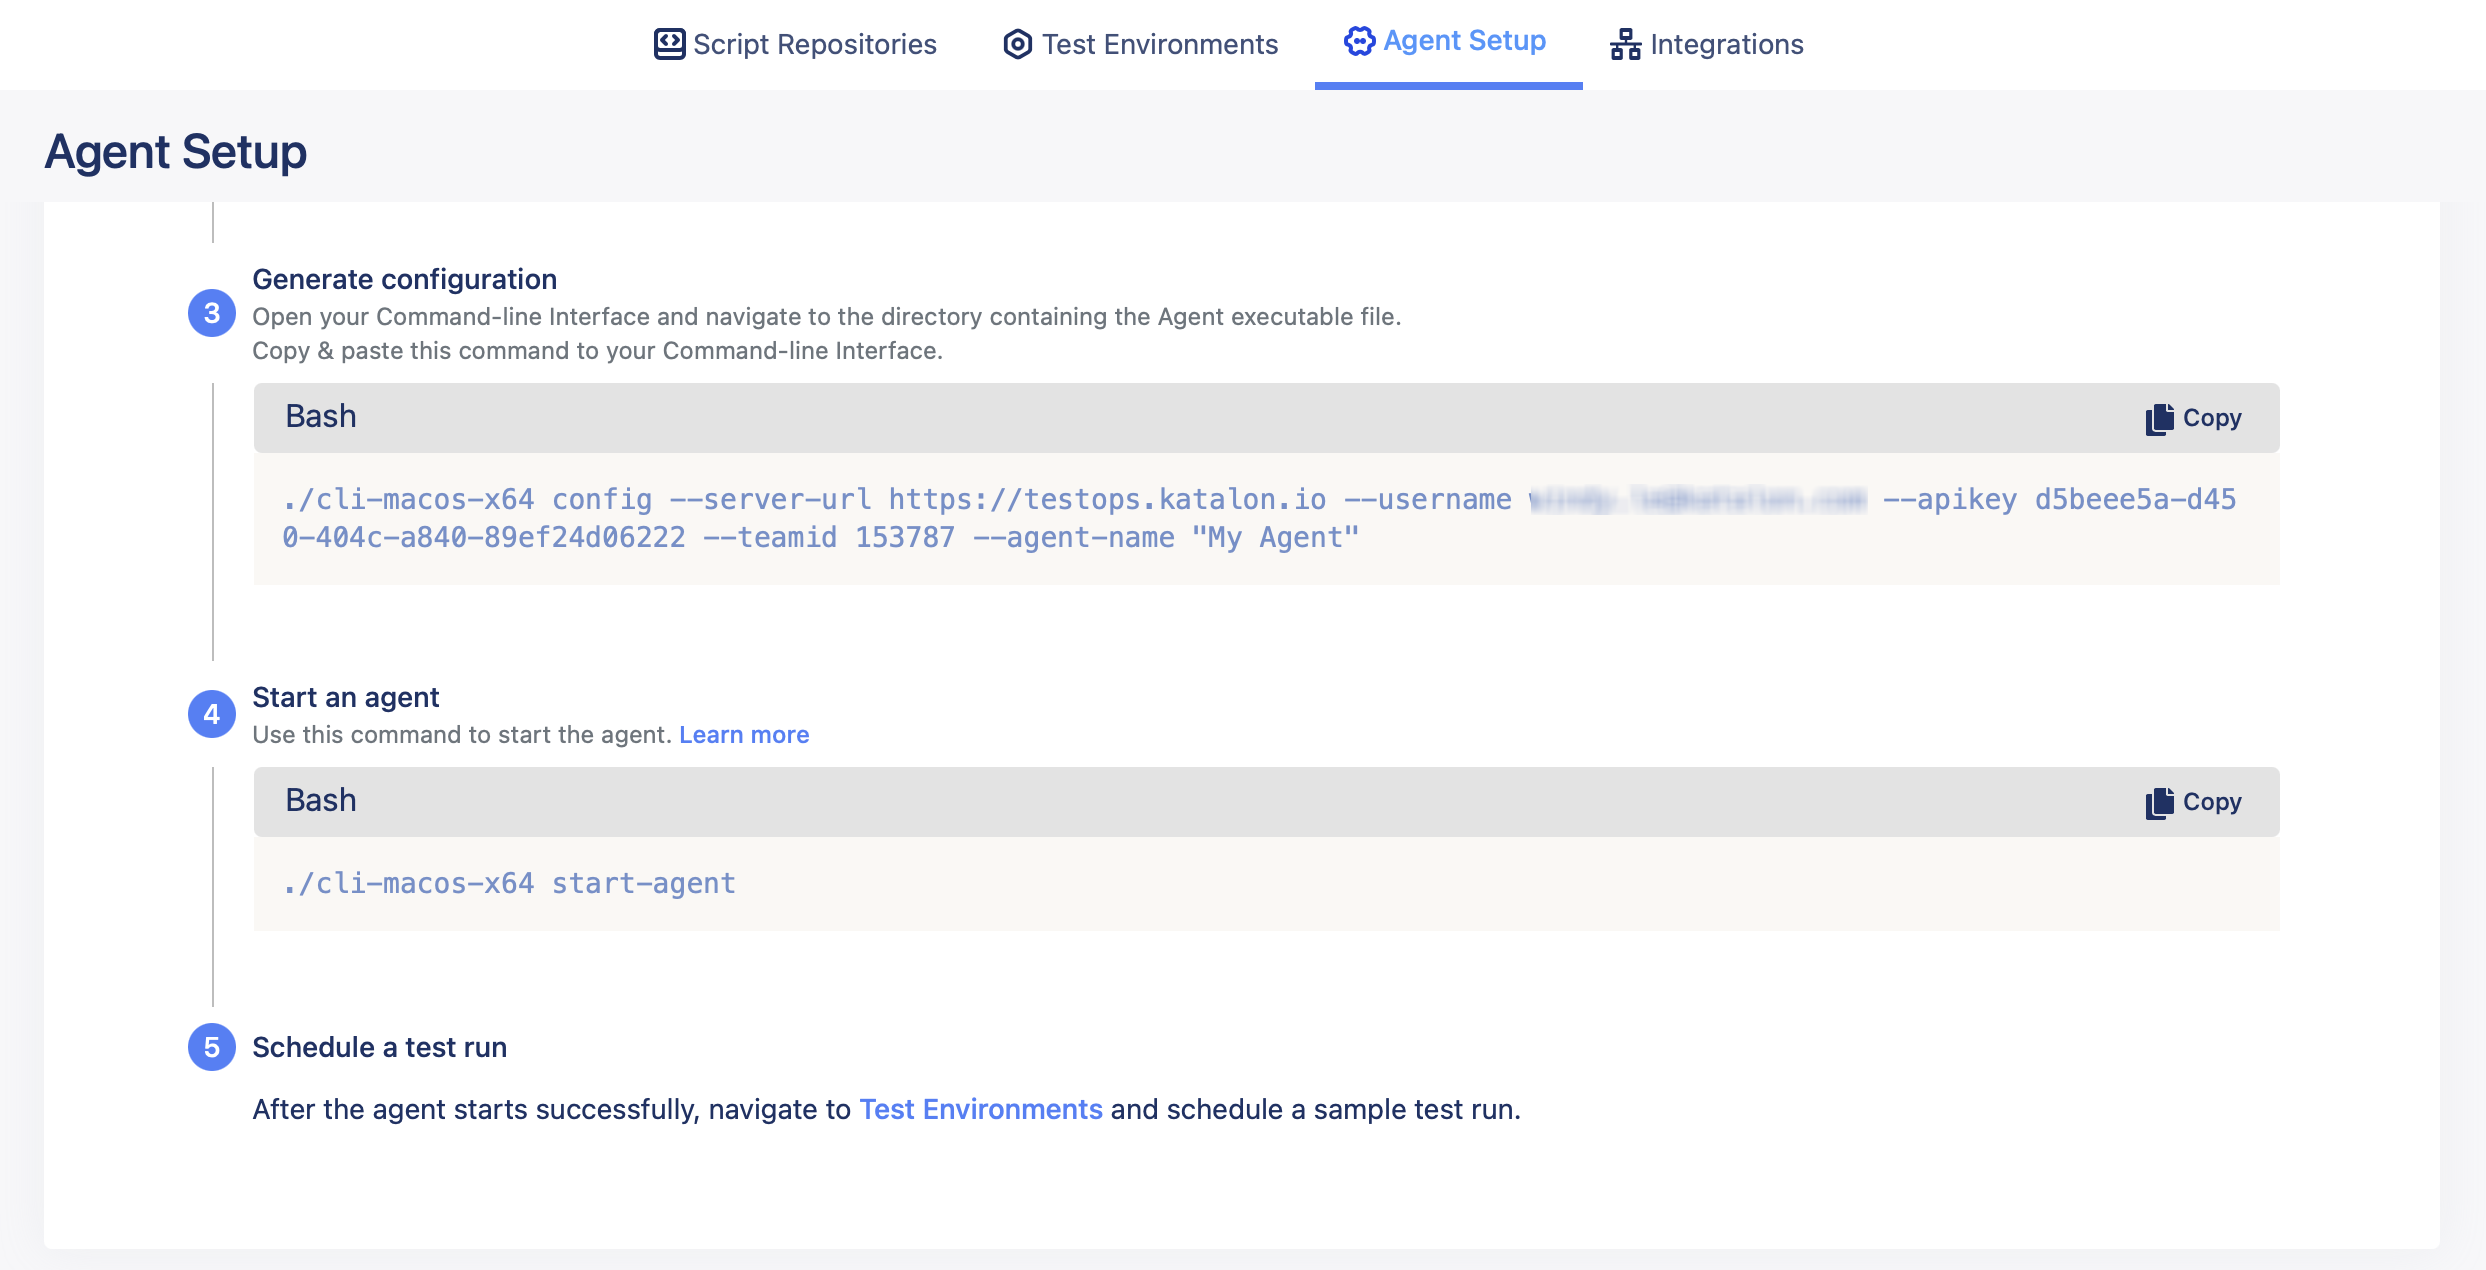 Script Repositories
Test Environments
Agent Setup
Integrations
Agent Setup
3
Generate configuration
Open your Command-line Interface and navigate to the directory containing the Agent executable file.
Copy & paste this command to your Command-line Interface.
Bash
Copy
./cli-macos-x64 config --server-url https://testops.katalon.io --username --apikey d5beee5a-d45
0-404c-a840-89ef24d06222 --teamid 153787 --agent-name "My Agent"
4
Start an agent
Use this command to start the agent. Learn more
Bash
Copy
./cli-macos-x64 start-agent
5
Schedule a test run
After the agent starts successfully, navigate to Test Environments and schedule a sample test run.